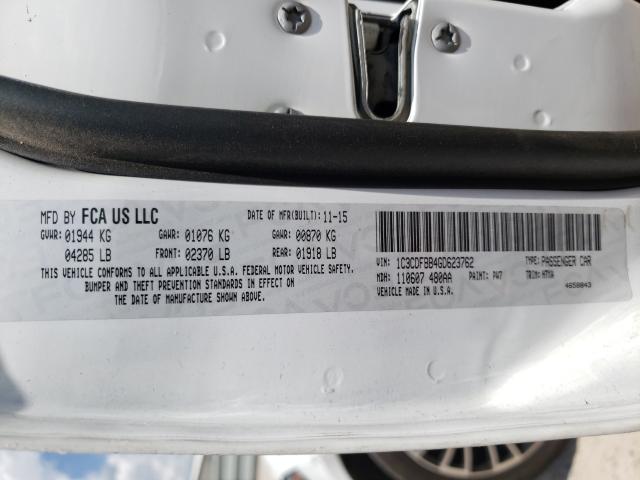 MFD BY FCA US LLC
DATE OF MFR(BUILT): 11-15
GVWR: 01944 KG GAWR: 01076 KG GAWR: 00870 KG
04285 LB FRONT: 02370 LB REAR: 01918 LB
THIS VEHICLE CONFORMS TO ALL APPLICABLE U.S.A. FEDERAL MOTOR VEHICLE SAFETY,
BUMPER AND THEFT PREVENTION STANDARDS IN EFFECT ON
THE DATE OF MANUFACTURE SHOWN ABOVE.
VIN: 1C3CDFBB4GD623762 TYPE: PASSENGER CAR
MDH: 110607 480AA PAINT: PW7 TRIM: H7X9
VEHICLE MADE IN U.S.A. 4658843